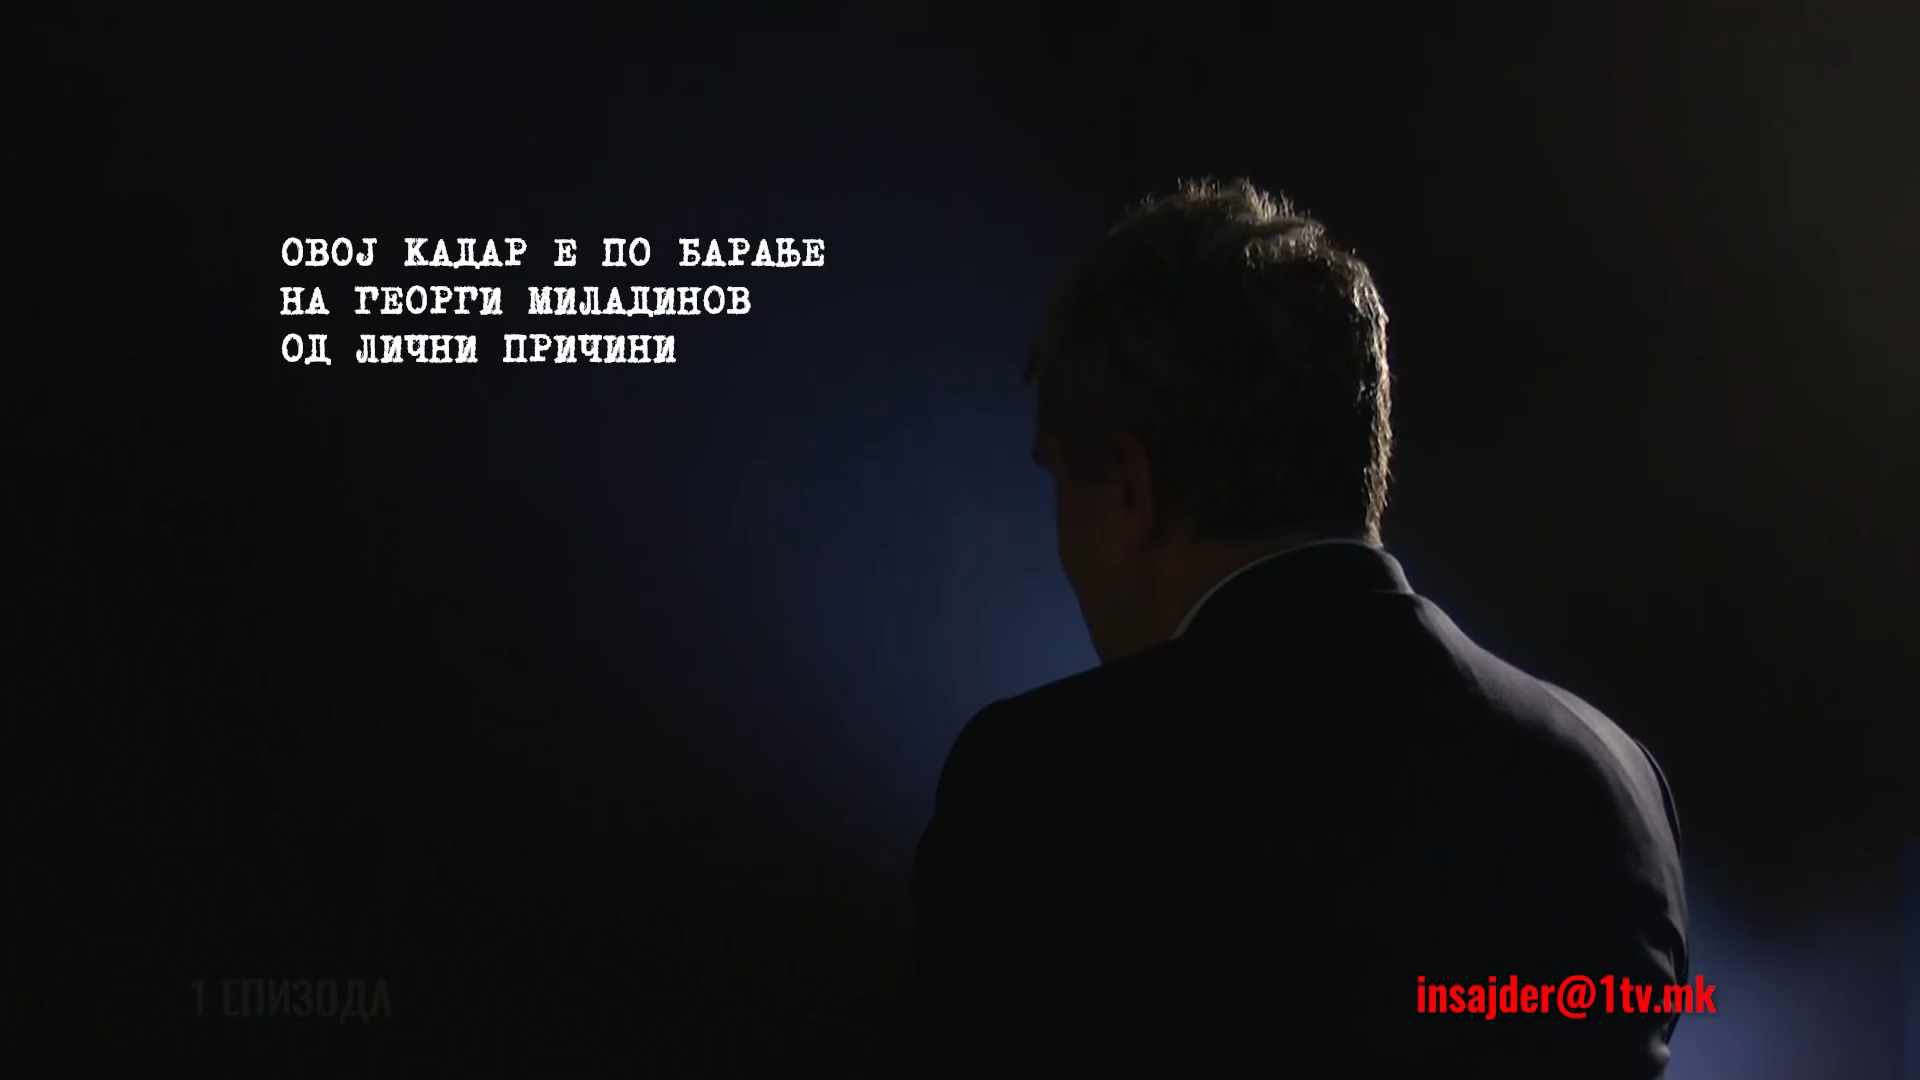 ОВОЈ КАДАР Е ПО БАРАЊЕ
НА ГЕОРГИ МИЛАДИНОВ
ОД ЛИЧНИ ПРИЧИНИ
1 ЕПИЗОДА
insajder@1tv.mk